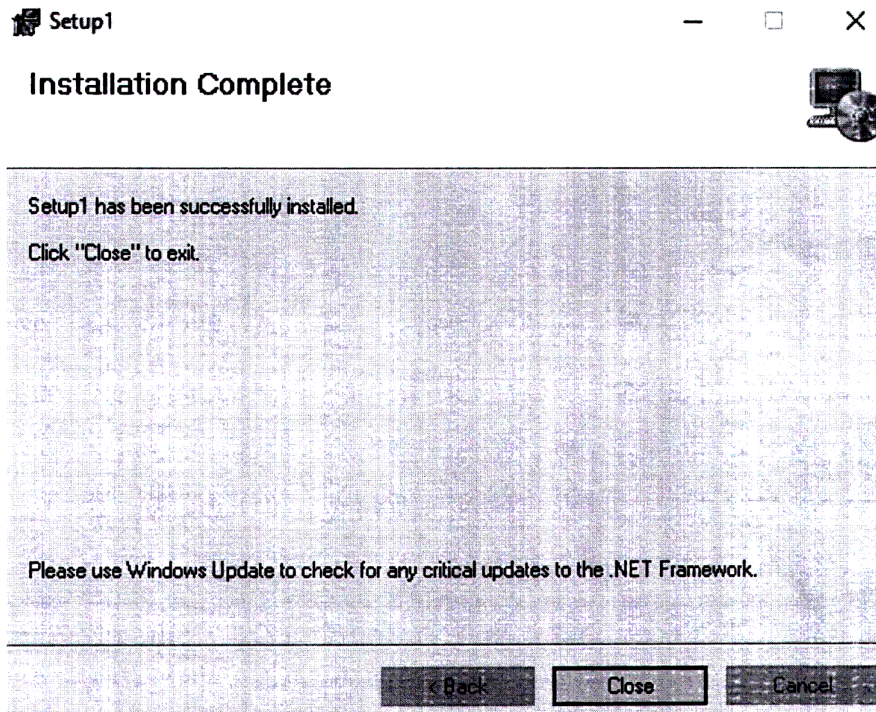 Setup1
Installation Complete
Setup1 has been successfully installed.
Click "Close" to exit.
Please use Windows Update to check for any critical updates to the .NET Framework.
< Back
Close
Cancel